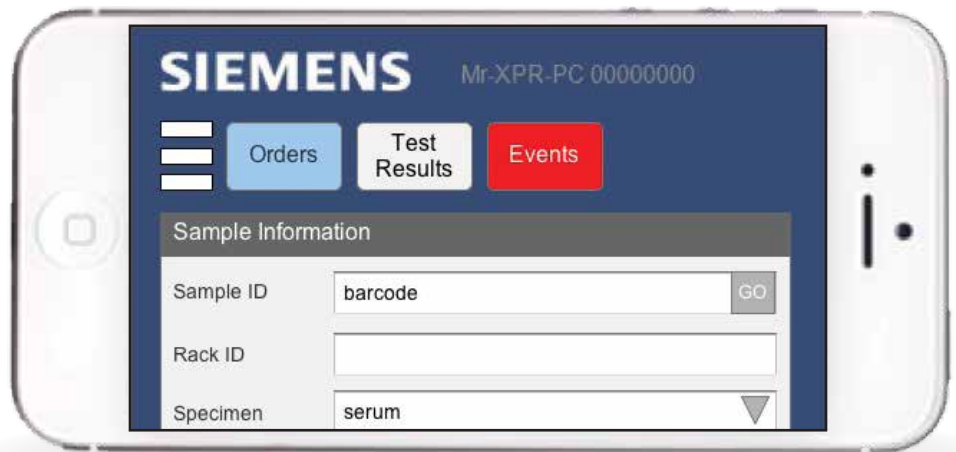 SIEMENS Mr-XPR-PC 00000000
Orders
Test
Results
Events
Sample Information
Sample ID barcode GO
Rack ID
Specimen serum